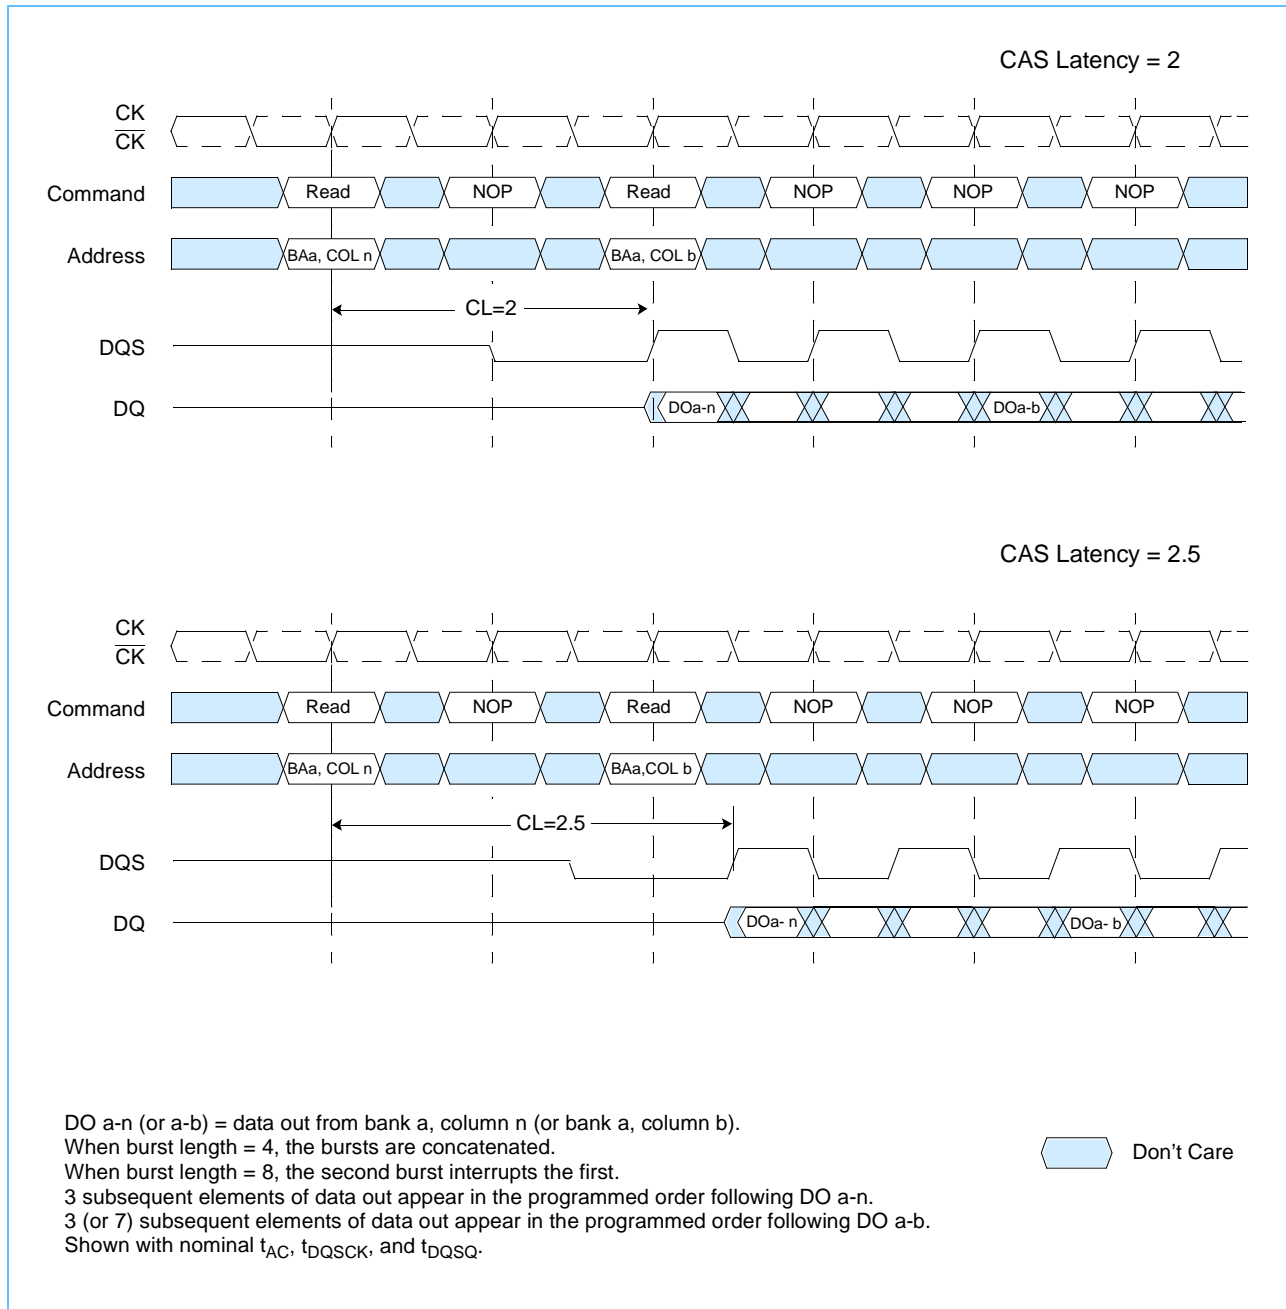 CAS Latency = 2
CK
CK
Command
Read
NOP
Read
NOP
NOP
NOP
Address
BAa, COL n
BAa, COL b
CL=2
DQS
DQ
DOa-n
DOa-b
CAS Latency = 2.5
CK
CK
Command
Read
NOP
Read
NOP
NOP
NOP
Address
BAa, COL n
BAa,COL b
CL=2.5
DQS
DQ
DOa- n
DOa- b
DO a-n (or a-b) = data out from bank a, column n (or bank a, column b).
When burst length = 4, the bursts are concatenated.
When burst length = 8, the second burst interrupts the first.
3 subsequent elements of data out appear in the programmed order following DO a-n.
3 (or 7) subsequent elements of data out appear in the programmed order following DO a-b.
Shown with nominal tAC, tDQSCK, and tDQSQ.
Don't Care